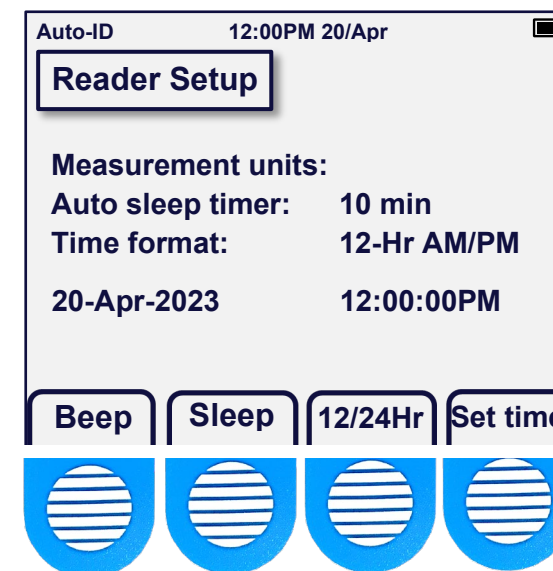 Auto-ID 12:00PM 20/Apr
Reader Setup
Measurement units:
Auto sleep timer: 10 min
Time format: 12-Hr AM/PM
20-Apr-2023 12:00:00PM
Beep Sleep 12/24Hr Set time